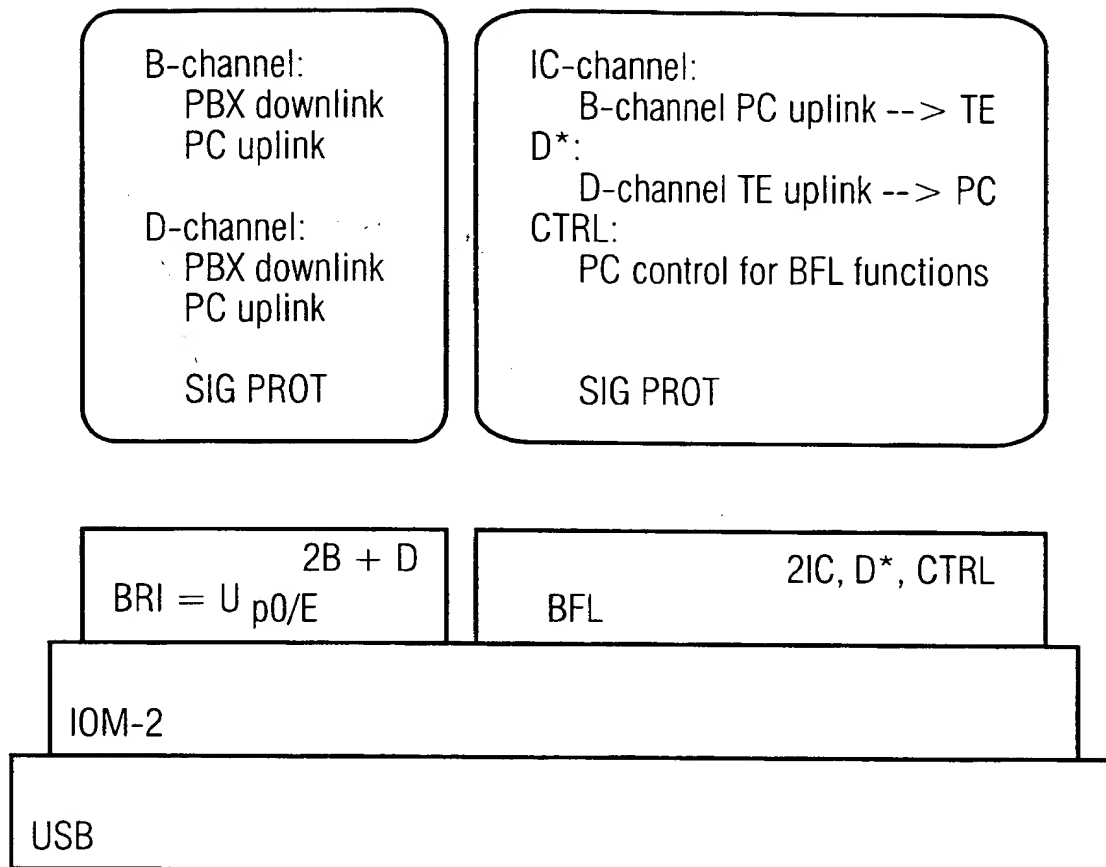 B-channel:
PBX downlink
PC uplink
D-channel:
PBX downlink
PC uplink
SIG PROT
IC-channel:
B-channel PC uplink --> TE
D*:
D-channel TE uplink --> PC
CTRL:
PC control for BFL functions
SIG PROT
2B + D
BRI = U p0/E
2IC, D*, CTRL
BFL
IOM-2
USB